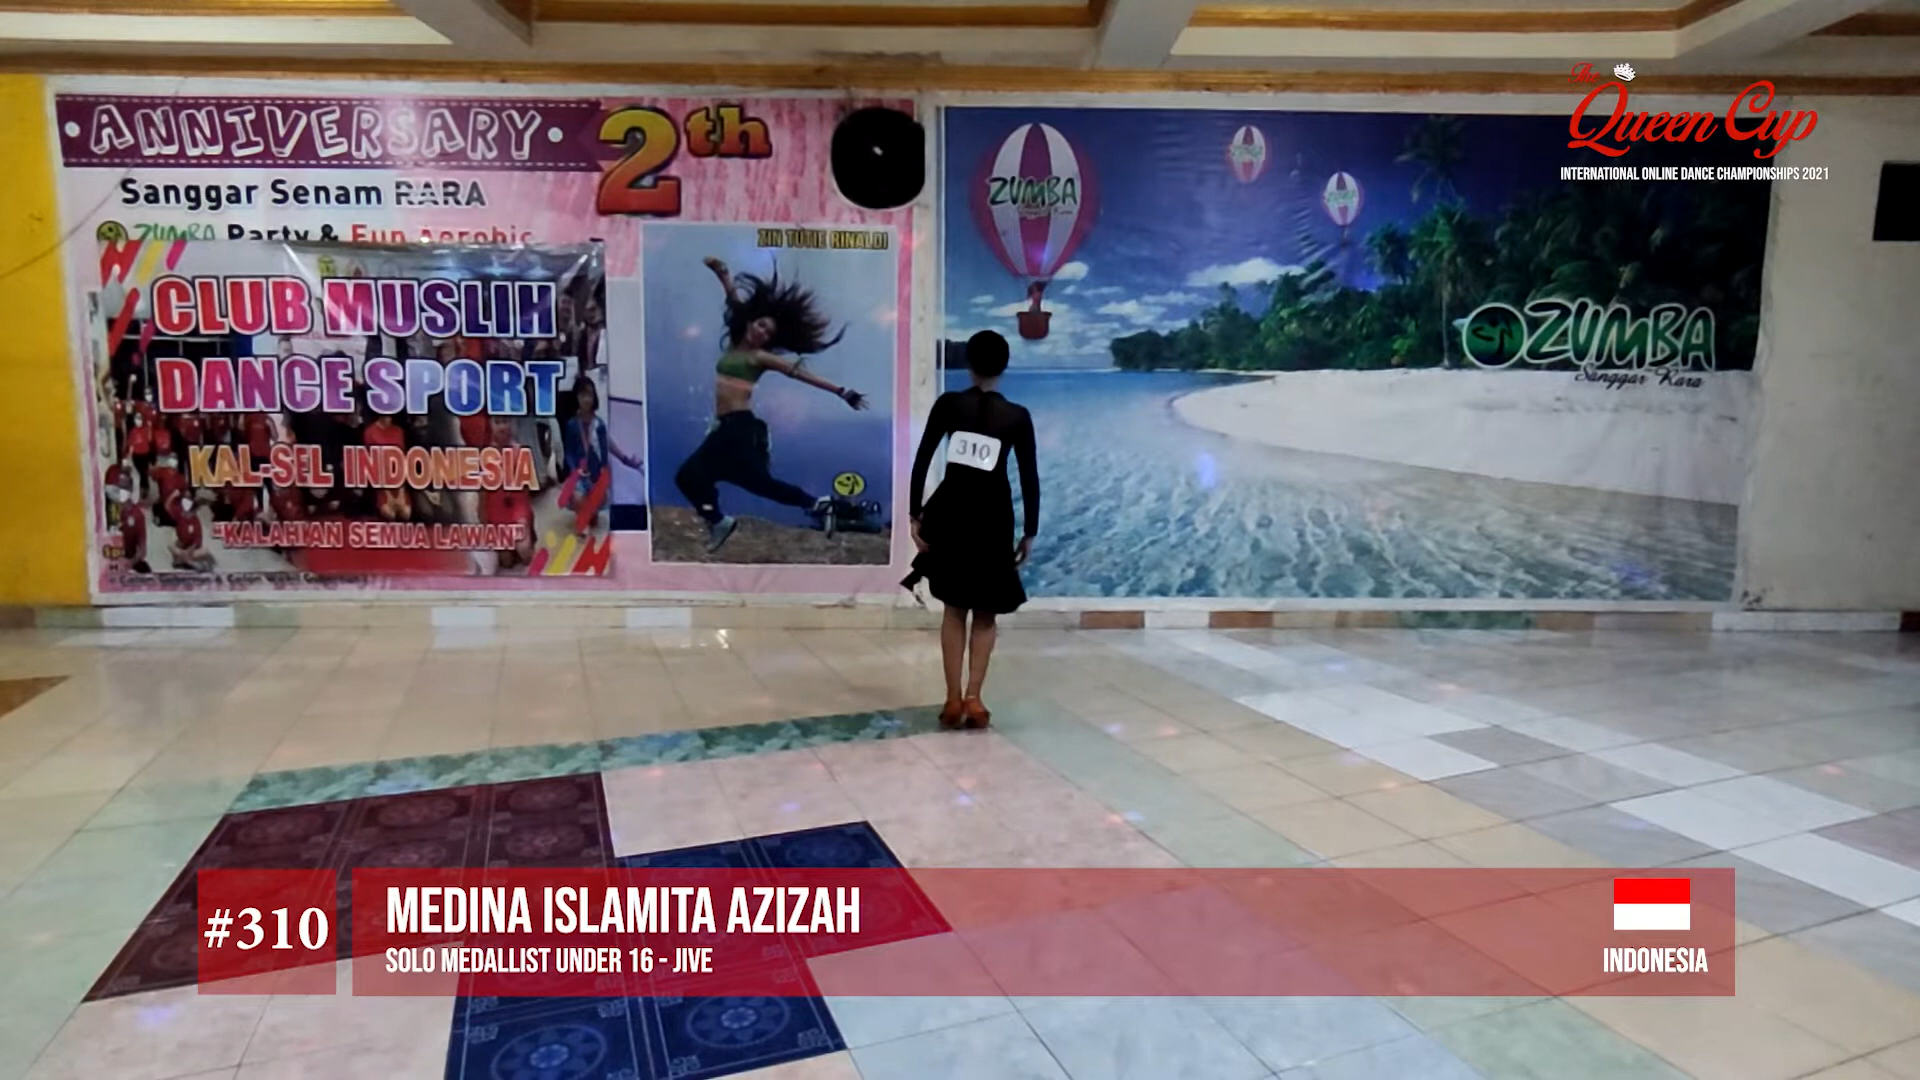 ANNIVERSARY 2th
Sanggar Senam RARA
ZUMBA Party & Fun Aerobic
CLUB MUSLIH
DANCE SPORT
KAL-SEL INDONESIA
"KALAHKAN SEMUA LAWAN"
ZIN TUTIE RINALDI
ZUMBA
ZUMBA
Sanggar Rara
The
Queen Cup
INTERNATIONAL ONLINE DANCE CHAMPIONSHIPS 2021
310
#310
MEDINA ISLAMITA AZIZAH
SOLO MEDALLIST UNDER 16 - JIVE
INDONESIA